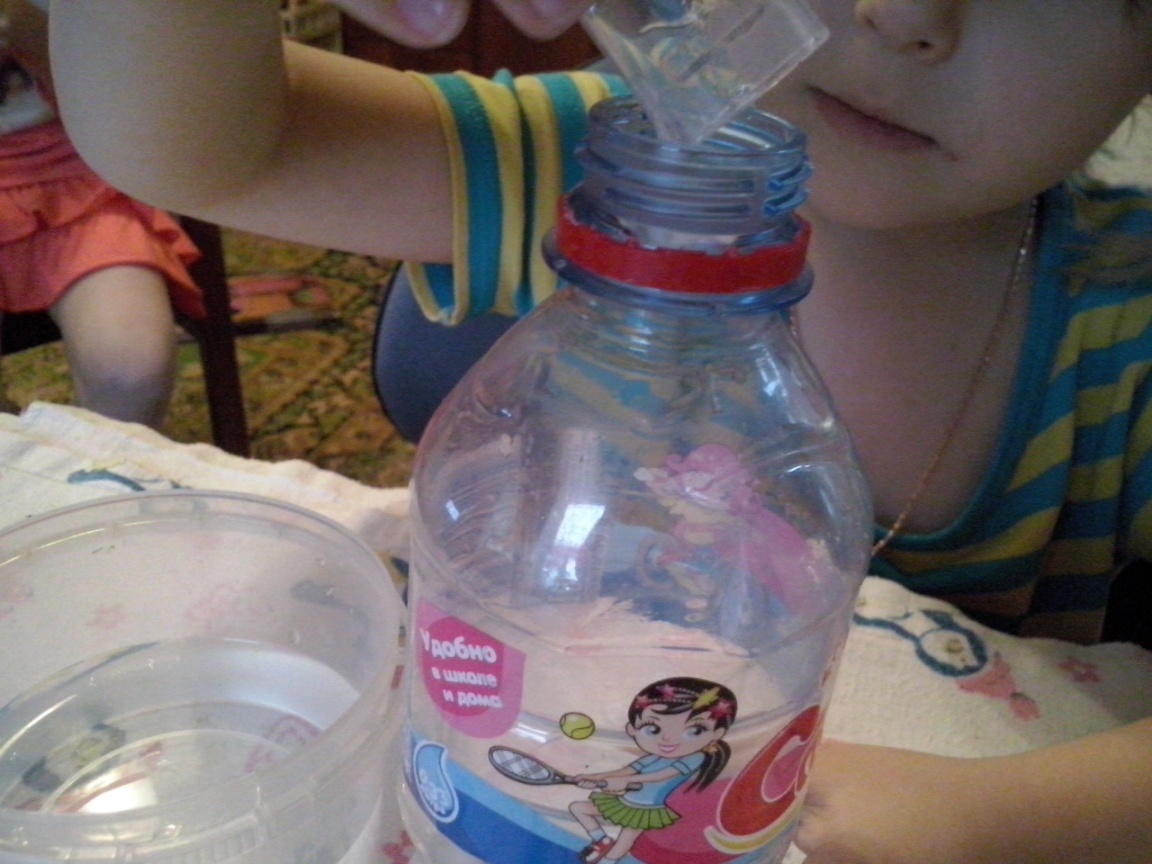 Удобно
в школе
и дома